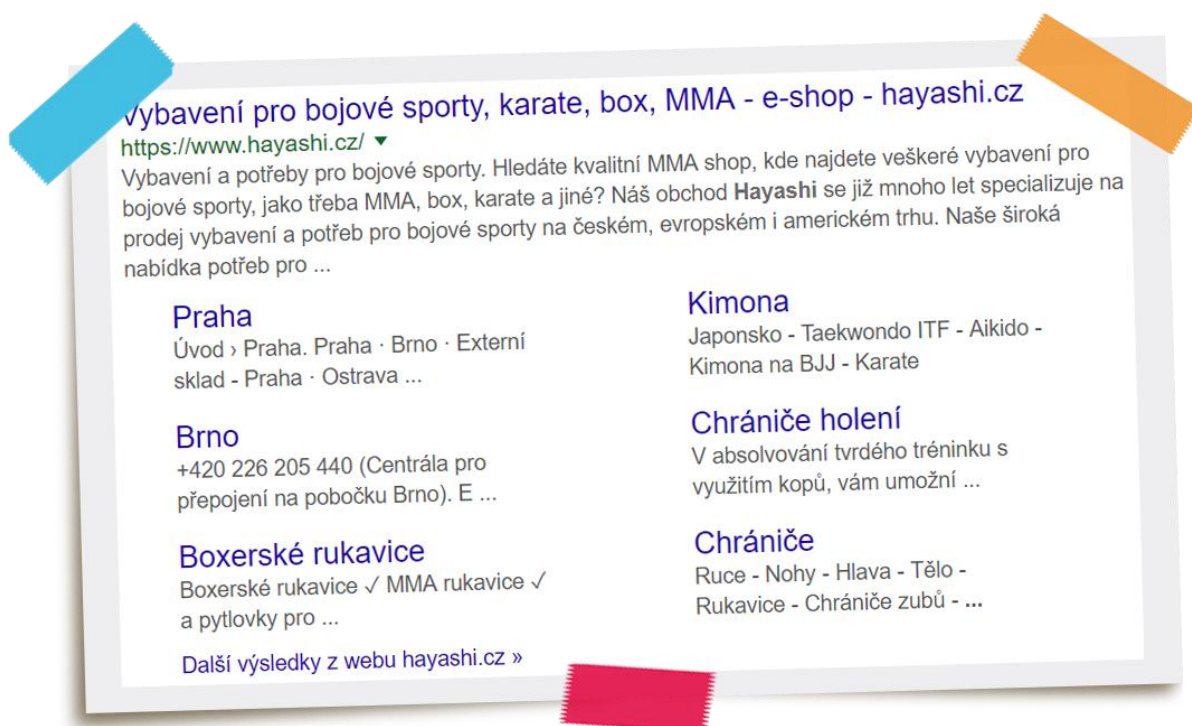 Vybavení pro bojové sporty, karate, box, MMA - e-shop - hayashi.cz
https://www.hayashi.cz/ ▼
Vybavení a potřeby pro bojové sporty. Hledáte kvalitní MMA shop, kde najdete veškeré vybavení pro
bojové sporty, jako třeba MMA, box, karate a jiné? Náš obchod Hayashi se již mnoho let specializuje na
prodej vybavení a potřeb pro bojové sporty na českém, evropském i americkém trhu. Naše široká
nabídka potřeb pro ...
Praha
Úvod › Praha. Praha · Brno · Externí
sklad - Praha · Ostrava ...
Brno
+420 226 205 440 (Centrála pro
přepojení na pobočku Brno). E ...
Boxerské rukavice
Boxerské rukavice ✓ MMA rukavice ✓
a pytlovky pro ...
Další výsledky z webu hayashi.cz »
Kimona
Japonsko - Taekwondo ITF - Aikido -
Kimona na BJJ - Karate
Chrániče holení
V absolvování tvrdého tréninku s
využitím kopů, vám umožní ...
Chrániče
Ruce - Nohy - Hlava - Tělo -
Rukavice - Chrániče zubů - ...